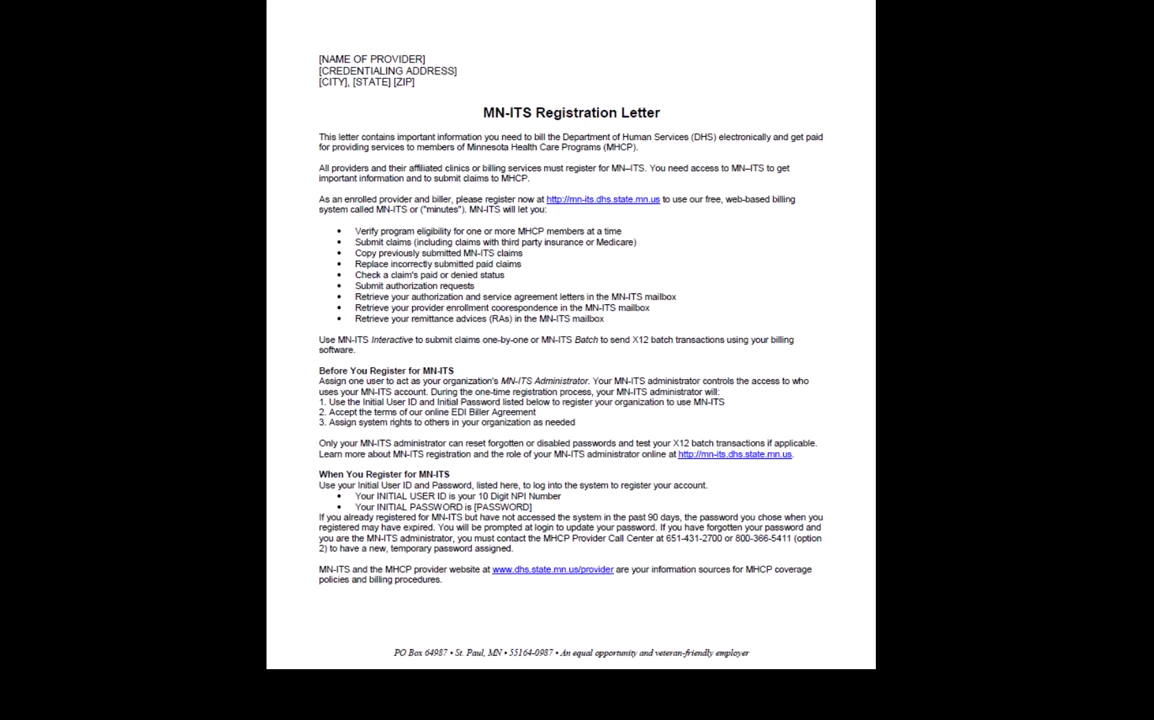 [NAME OF PROVIDER]
[CREDENTIALING ADDRESS]
[CITY], [STATE] [ZIP]
MN-ITS Registration Letter
This letter contains important information you need to bill the Department of Human Services (DHS) electronically and get paid
for providing services to members of Minnesota Health Care Programs (MHCP).
All providers and their affiliated clinics or billing services must register for MN–ITS. You need access to MN–ITS to get
important information and to submit claims to MHCP.
As an enrolled provider and biller, please register now at http://mn-its.dhs.state.mn.us to use our free, web-based billing
system called MN-ITS or ("minutes"). MN-ITS will let you:
• Verify program eligibility for one or more MHCP members at a time
• Submit claims (including claims with third party insurance or Medicare)
• Copy previously submitted MN-ITS claims
• Replace incorrectly submitted paid claims
• Check a claim's paid or denied status
• Submit authorization requests
• Retrieve your authorization and service agreement letters in the MN-ITS mailbox
• Retrieve your provider enrollment coorespondence in the MN-ITS mailbox
• Retrieve your remittance advices (RAs) in the MN-ITS mailbox
Use MN-ITS Interactive to submit claims one-by-one or MN-ITS Batch to send X12 batch transactions using your billing
software.
Before You Register for MN-ITS
Assign one user to act as your organization's MN-ITS Administrator. Your MN-ITS administrator controls the access to who
uses your MN-ITS account. During the one-time registration process, your MN-ITS administrator will:
1. Use the Initial User ID and Initial Password listed below to register your organization to use MN-ITS
2. Accept the terms of our online EDI Biller Agreement
3. Assign system rights to others in your organization as needed
Only your MN-ITS administrator can reset forgotten or disabled passwords and test your X12 batch transactions if applicable.
Learn more about MN-ITS registration and the role of your MN-ITS administrator online at http://mn-its.dhs.state.mn.us.
When You Register for MN-ITS
Use your Initial User ID and Password, listed here, to log into the system to register your account.
• Your INITIAL USER ID is your 10 Digit NPI Number
• Your INITIAL PASSWORD is [PASSWORD]
If you already registered for MN-ITS but have not accessed the system in the past 90 days, the password you chose when you
registered may have expired. You will be prompted at login to update your password. If you have forgotten your password and
you are the MN-ITS administrator, you must contact the MHCP Provider Call Center at 651-431-2700 or 800-366-5411 (option
2) to have a new, temporary password assigned.
MN-ITS and the MHCP provider website at www.dhs.state.mn.us/provider are your information sources for MHCP coverage
policies and billing procedures.
PO Box 64987 • St. Paul, MN • 55164-0987 • An equal opportunity and veteran-friendly employer